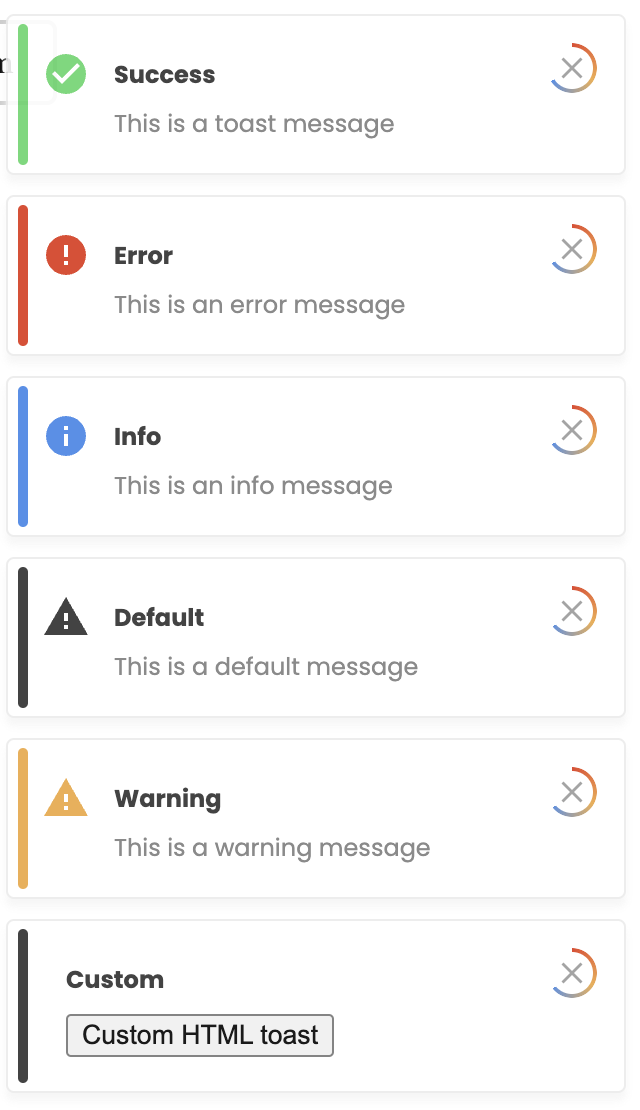 Success
This is a toast message
Error
This is an error message
Info
This is an info message
Default
This is a default message
Warning
This is a warning message
Custom
Custom HTML toast